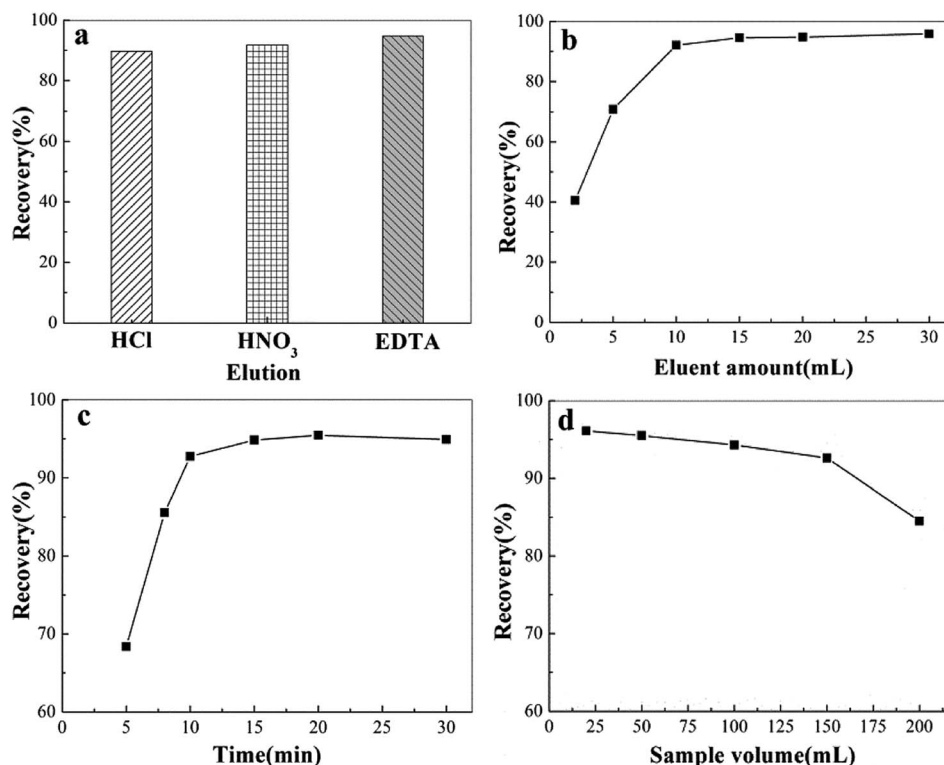 a
Recovery(%)
100
80
60
40
20
0
HCl HNO₃ EDTA
Elution
b
Recovery(%)
100
80
60
40
20
0
0 5 10 15 20 25 30
Eluent amount(mL)
c
Recovery(%)
100
90
80
70
60
0 5 10 15 20 25 30
Time(min)
d
Recovery(%)
100
90
80
70
60
0 25 50 75 100 125 150 175 200
Sample volume(mL)